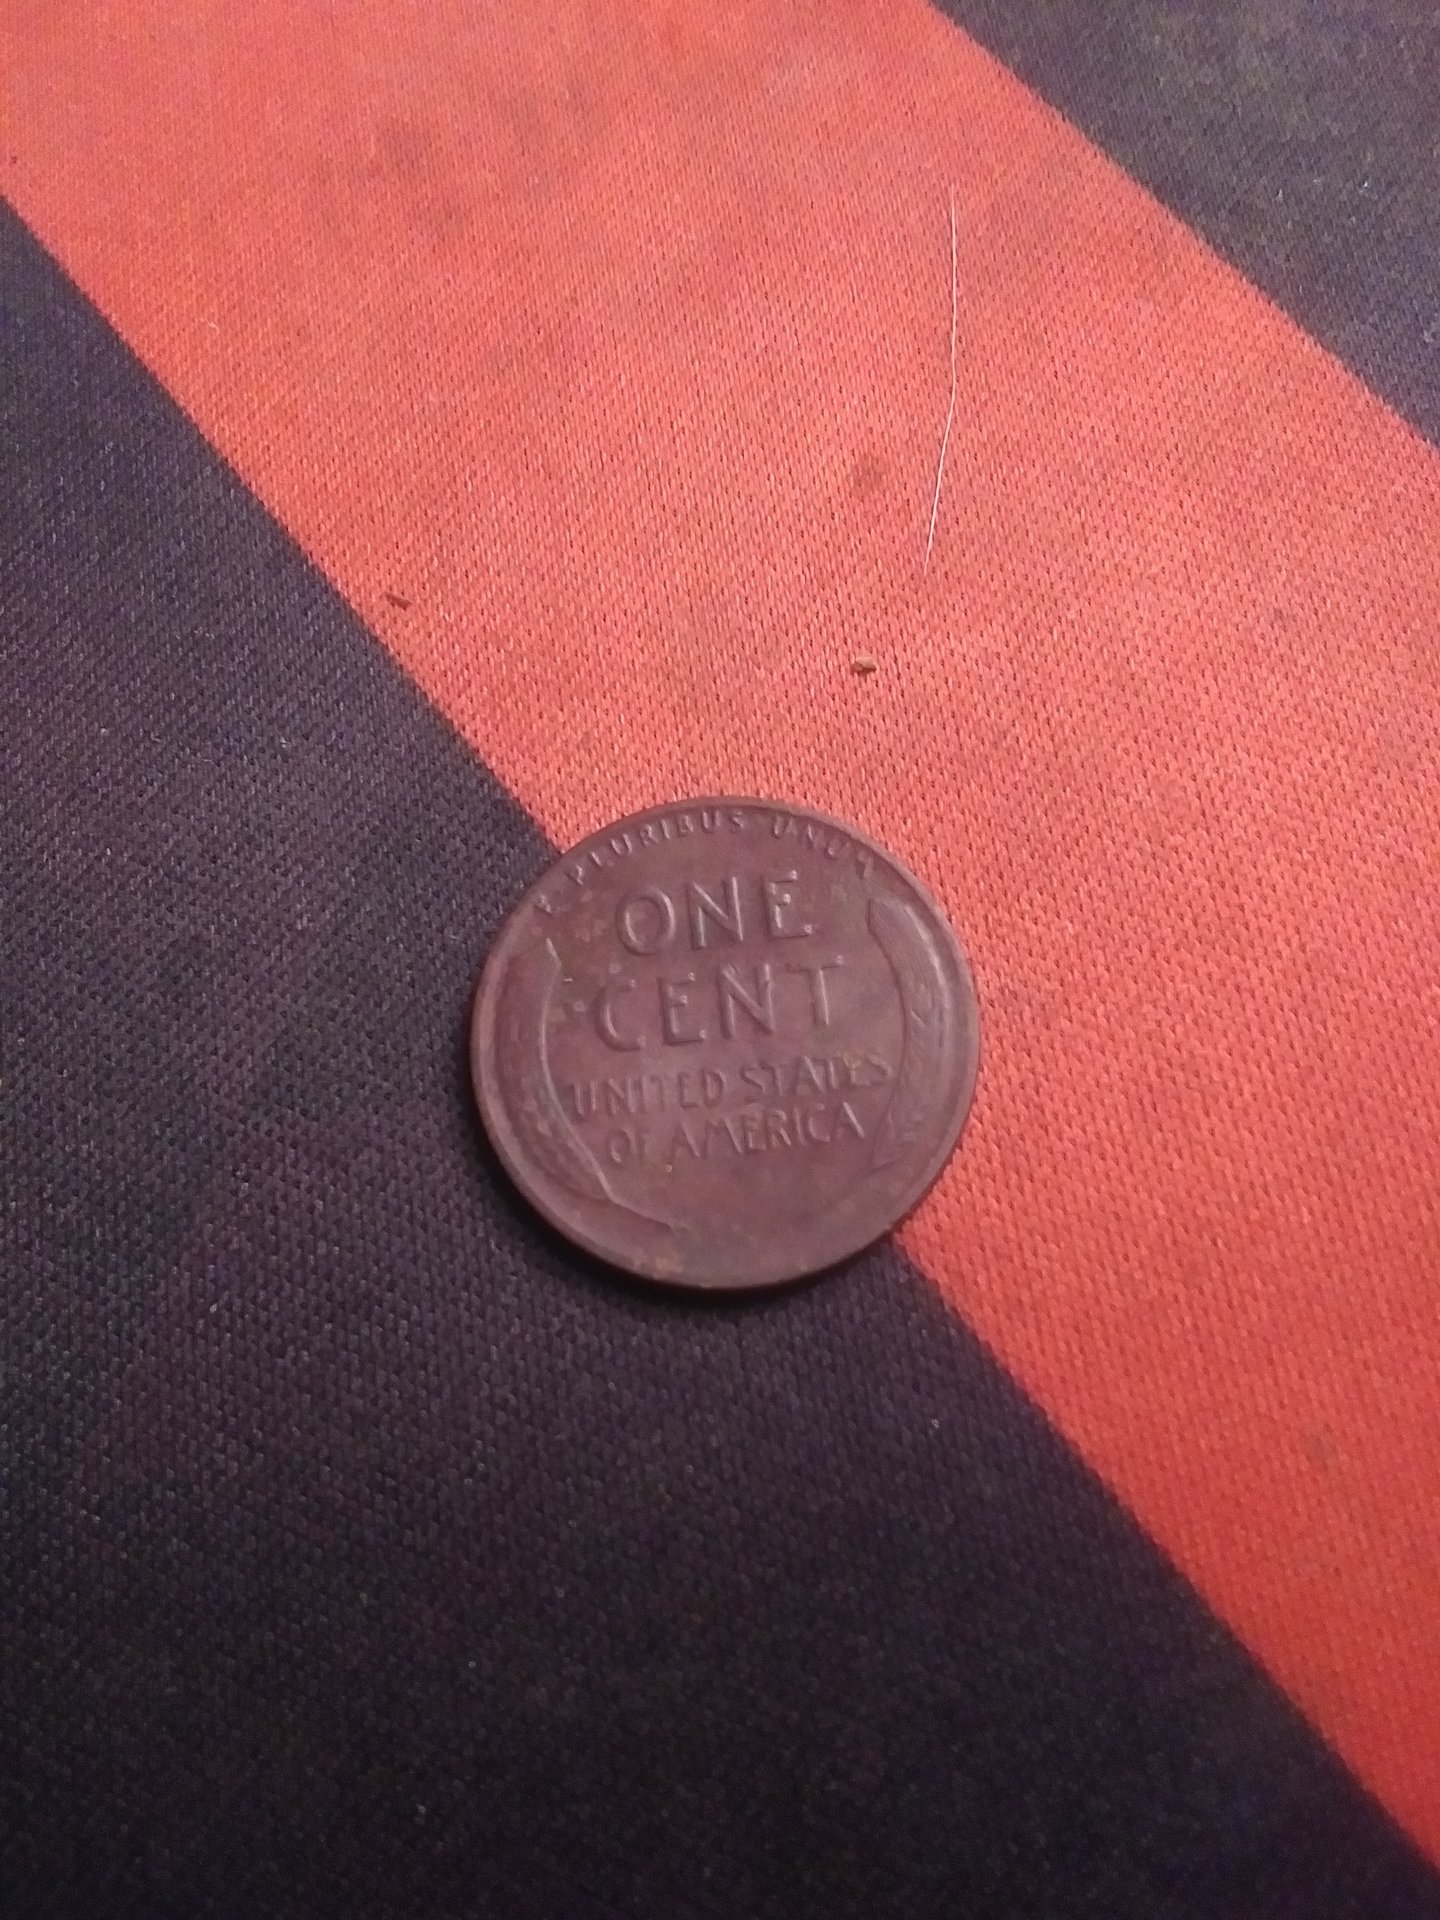 E PLURIBUS UNUM
ONE
CENT
UNITED STATES
OF AMERICA